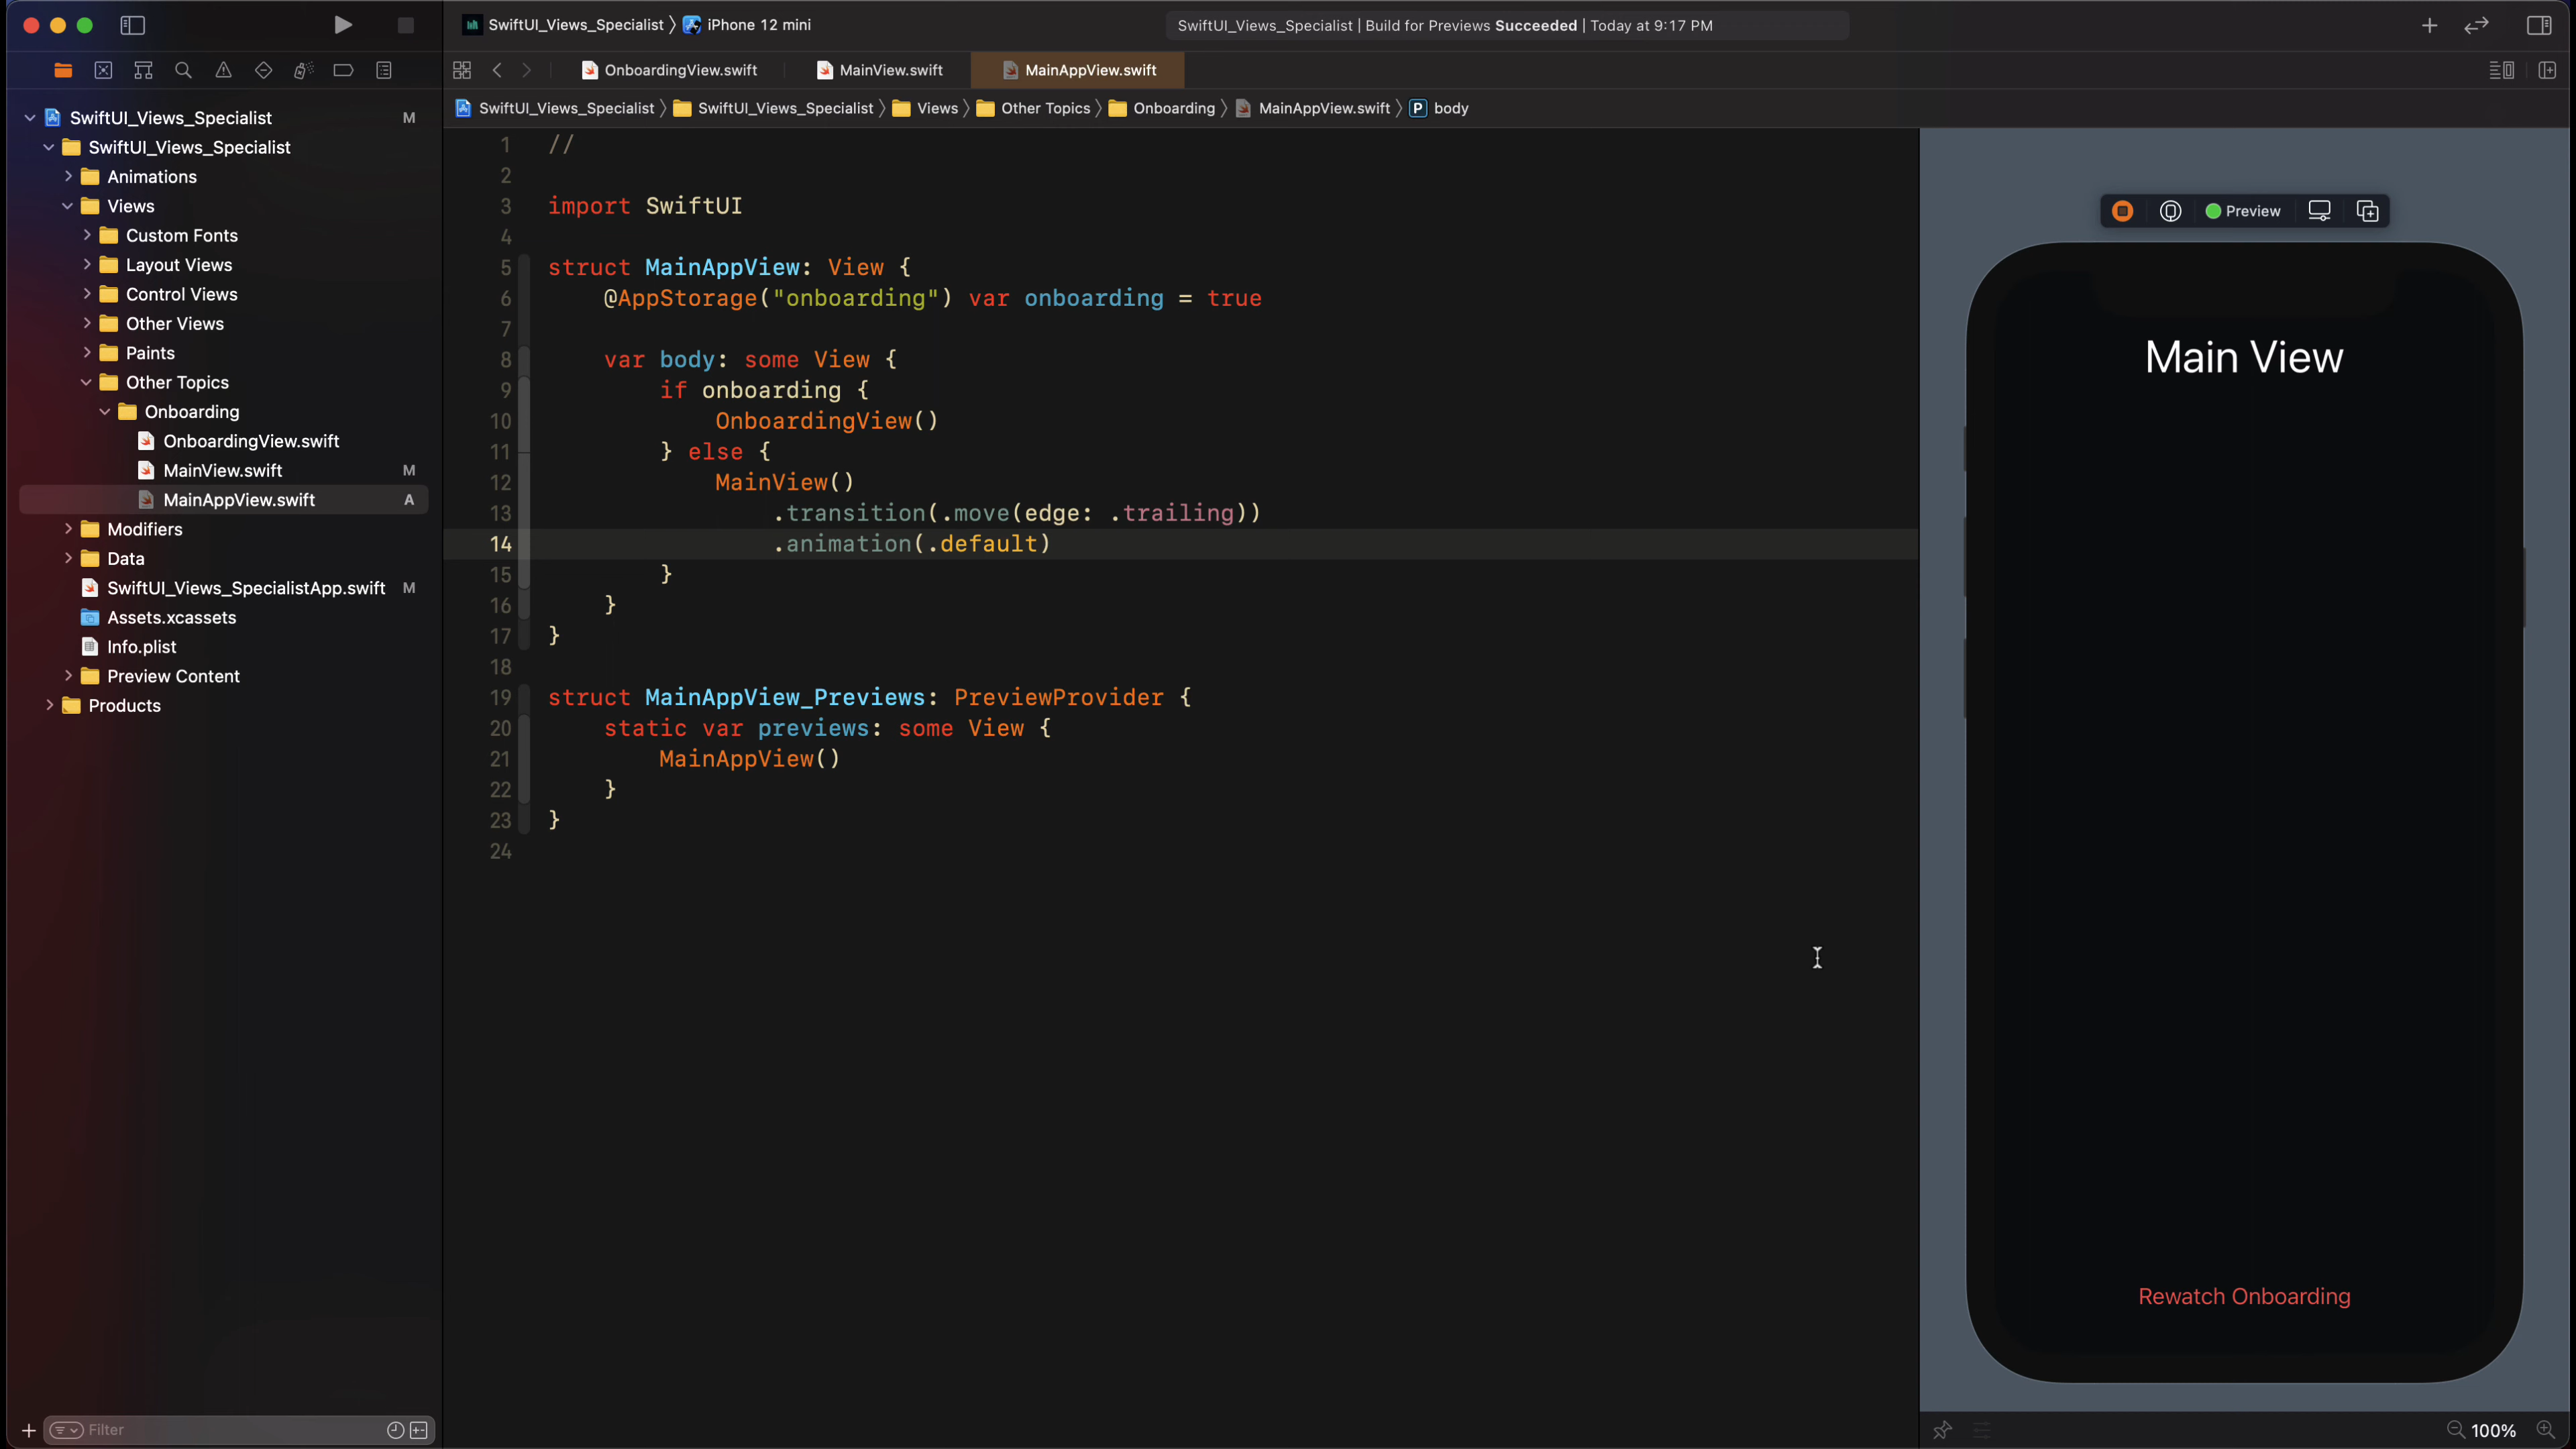 SwiftUI_Views_Specialist 〉 iPhone 12 mini
SwiftUI_Views_Specialist | Build for Previews Succeeded | Today at 9:17 PM
OnboardingView.swift
MainView.swift
MainAppView.swift
SwiftUI_Views_Specialist 〉 SwiftUI_Views_Specialist 〉 Views 〉 Other Topics 〉 Onboarding 〉 MainAppView.swift 〉 P body
SwiftUI_Views_Specialist M
SwiftUI_Views_Specialist
Animations
Views
Custom Fonts
Layout Views
Control Views
Other Views
Paints
Other Topics
Onboarding
OnboardingView.swift
MainView.swift M
MainAppView.swift A
Modifiers
Data
SwiftUI_Views_SpecialistApp.swift M
Assets.xcassets
Info.plist
Preview Content
Products
Filter
1 //
2
3 import SwiftUI
4
5 struct MainAppView: View {
6     @AppStorage("onboarding") var onboarding = true
7
8     var body: some View {
9         if onboarding {
10             OnboardingView()
11         } else {
12             MainView()
13                 .transition(.move(edge: .trailing))
14                 .animation(.default)
15         }
16     }
17 }
18
19 struct MainAppView_Previews: PreviewProvider {
20     static var previews: some View {
21         MainAppView()
22     }
23 }
24
Preview
Main View
Rewatch Onboarding
100%